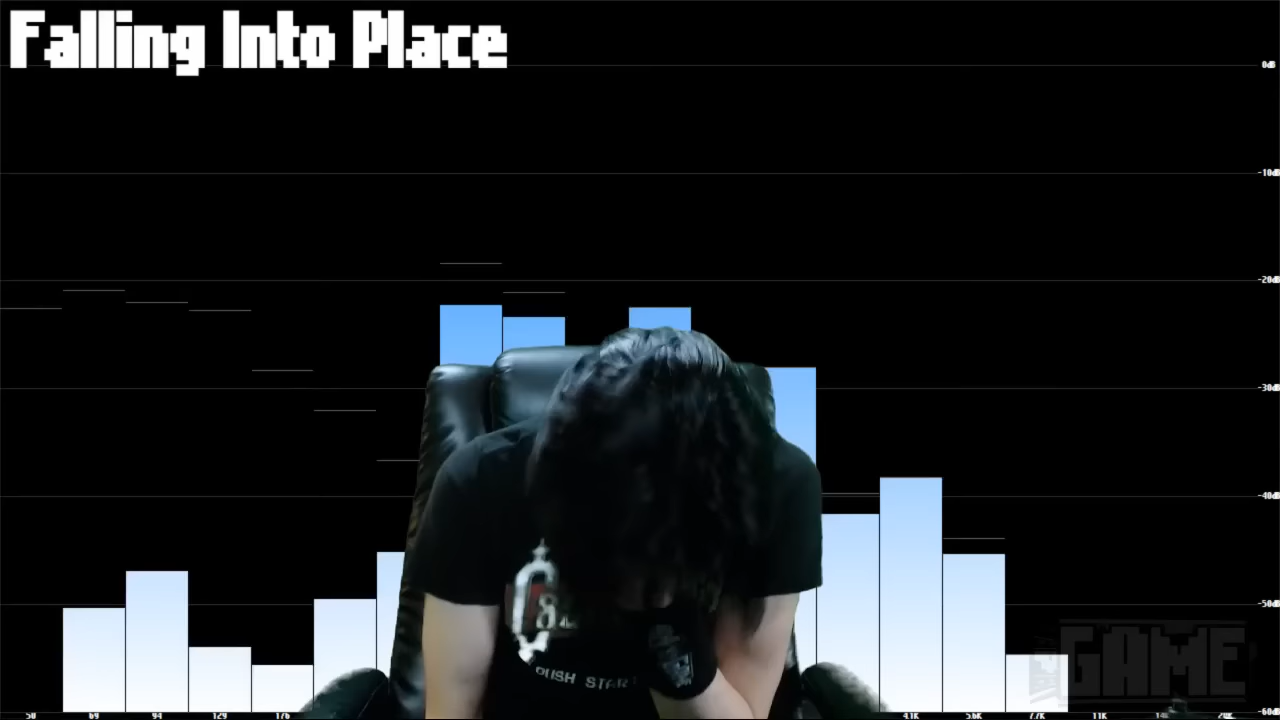 Falling Into Place
0dB
-10dB
-20dB
-30dB
-40dB
-50dB
-60dB
PUSH START
GAME
50 69 94 129 176 4.1K 5.6K 7.7K 11K 14K 20K